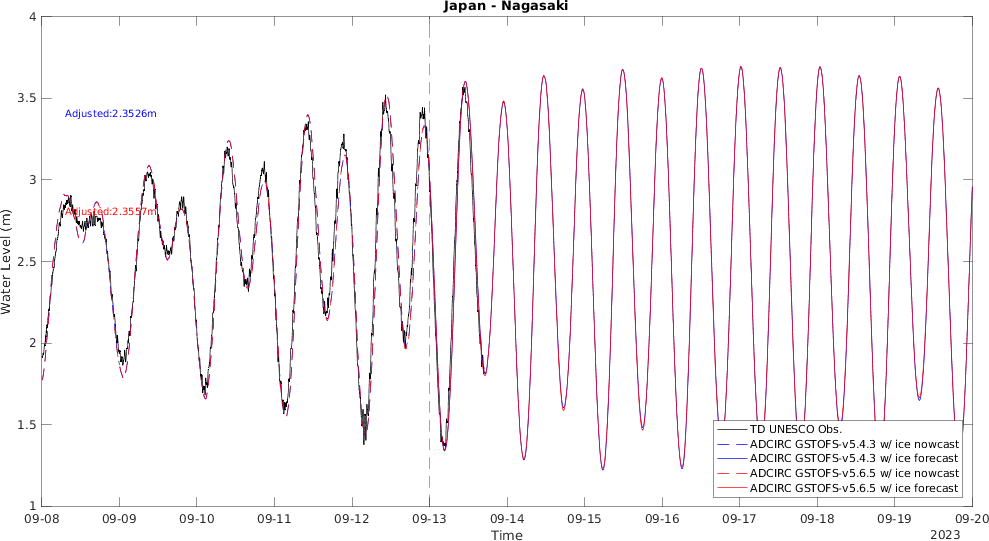 Japan - Nagasaki
4
3.5
3
2.5
2
1.5
1
Water Level (m)
Adjusted:2.3526m
Adjusted:2.3557m
TD UNESCO Obs.
ADCIRC GSTOFS-v5.4.3 w/ ice nowcast
ADCIRC GSTOFS-v5.4.3 w/ ice forecast
ADCIRC GSTOFS-v5.6.5 w/ ice nowcast
ADCIRC GSTOFS-v5.6.5 w/ ice forecast
09-08 09-09 09-10 09-11 09-12 09-13 09-14 09-15 09-16 09-17 09-18 09-19 09-20
Time
2023